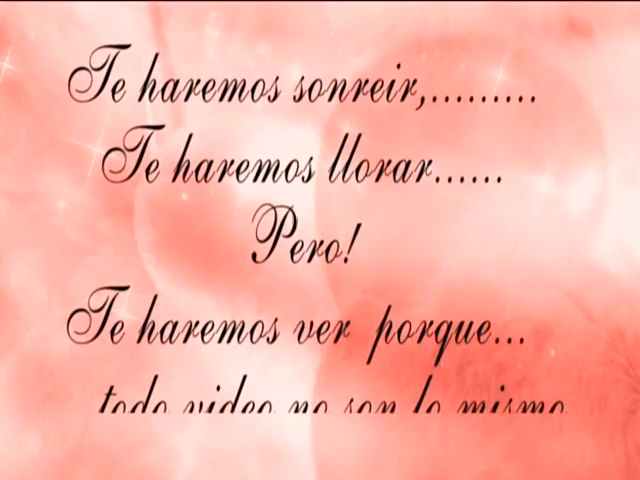 Te haremos sonreir,.........
Te haremos llorar......
Pero!
Te haremos ver porque...
todo video no son lo mismo